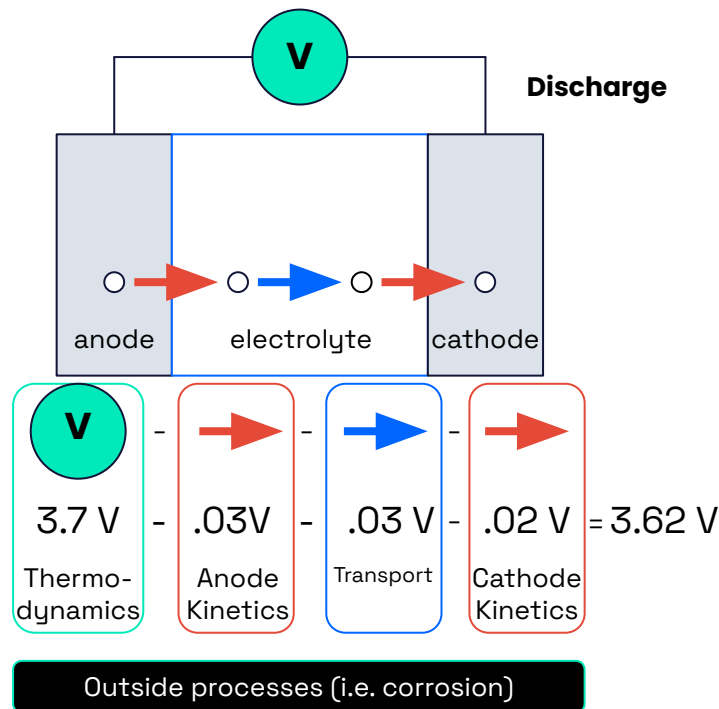 V
Discharge
anode
electrolyte
cathode
V - - -
3.7 V - .03V - .03 V - .02 V = 3.62 V
Thermo-
dynamics
Anode
Kinetics
Transport
Cathode
Kinetics
Outside processes (i.e. corrosion)